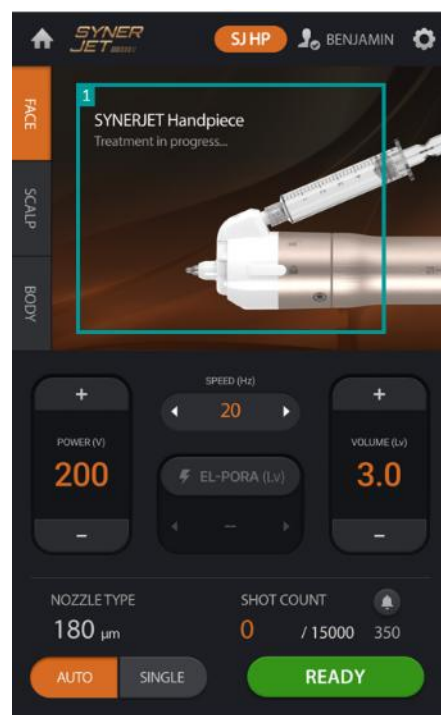 SYNER
JET
SJ HP
BENJAMIN
FACE
SCALP
BODY
1
SYNERJET Handpiece
Treatment in progress...
SPEED (Hz)
20
+
POWER (V)
200
−
EL-PORA (Lv)
--
+
VOLUME (Lv)
3.0
−
NOZZLE TYPE
180 µm
SHOT COUNT
0 / 15000 350
AUTO SINGLE
READY